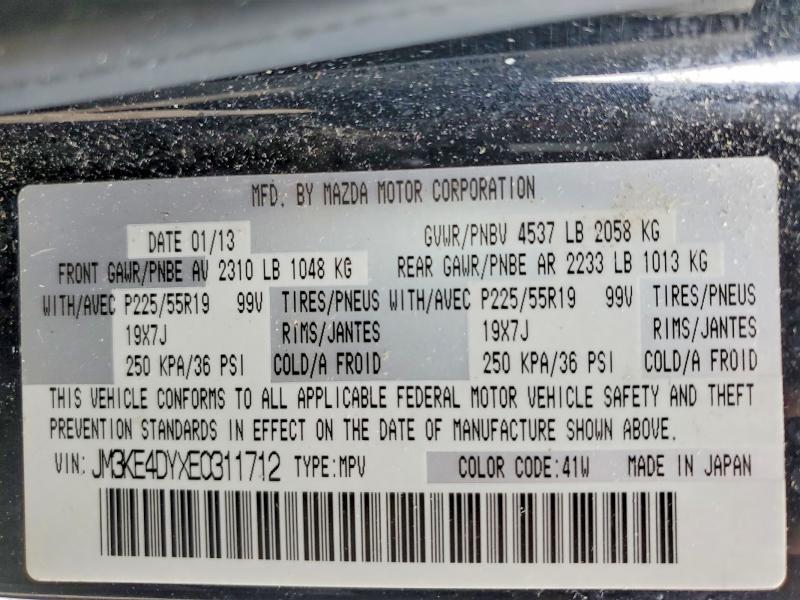 MFD. BY MAZDA MOTOR CORPORATION
DATE 01/13 GVWR/PNBV 4537 LB 2058 KG
FRONT GAWR/PNBE AV 2310 LB 1048 KG REAR GAWR/PNBE AR 2233 LB 1013 KG
WITH/AVEC P225/55R19 99V TIRES/PNEUS WITH/AVEC P225/55R19 99V TIRES/PNEUS
19X7J RIMS/JANTES 19X7J RIMS/JANTES
250 KPA/36 PSI COLD/A FROID 250 KPA/36 PSI COLD/A FROID
THIS VEHICLE CONFORMS TO ALL APPLICABLE FEDERAL MOTOR VEHICLE SAFETY AND THEFT
PREVENTION STANDARDS IN EFFECT ON THE DATE OF MANUFACTURE SHOWN ABOVE.
VIN: JM3KE4DYXE0311712 TYPE:MPV COLOR CODE:41W MADE IN JAPAN